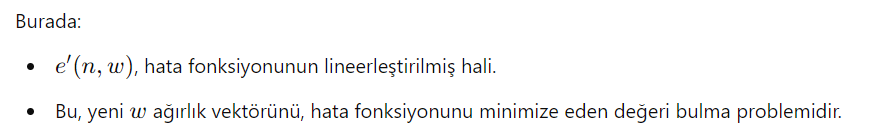 Burada:
• e′(n, w), hata fonksiyonunun lineerleştirilmiş hali.
• Bu, yeni w ağırlık vektörünü, hata fonksiyonunu minimize eden değeri bulma problemidir.